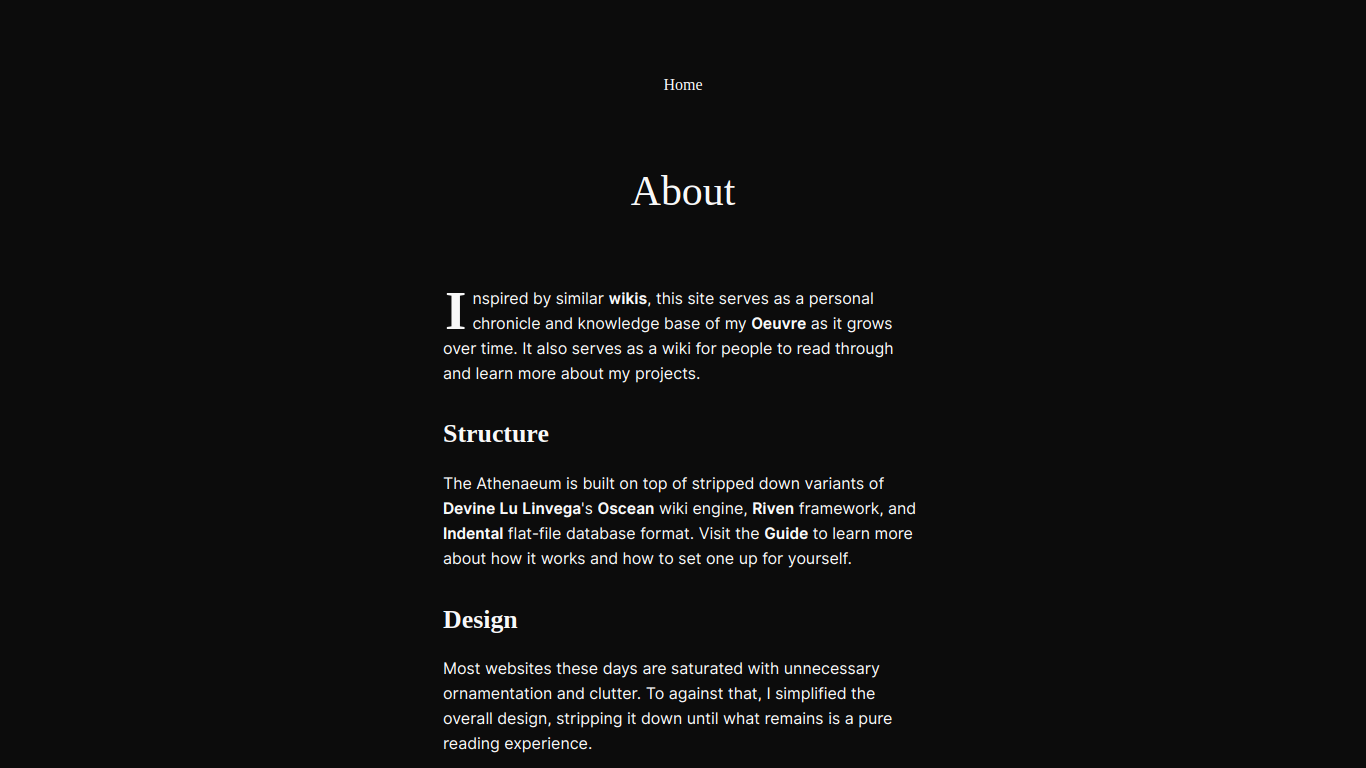 Home
About
Inspired by similar wikis, this site serves as a personal
chronicle and knowledge base of my Oeuvre as it grows
over time. It also serves as a wiki for people to read through
and learn more about my projects.
Structure
The Athenaeum is built on top of stripped down variants of
Devine Lu Linvega's Oscean wiki engine, Riven framework, and
Indental flat-file database format. Visit the Guide to learn more
about how it works and how to set one up for yourself.
Design
Most websites these days are saturated with unnecessary
ornamentation and clutter. To against that, I simplified the
overall design, stripping it down until what remains is a pure
reading experience.